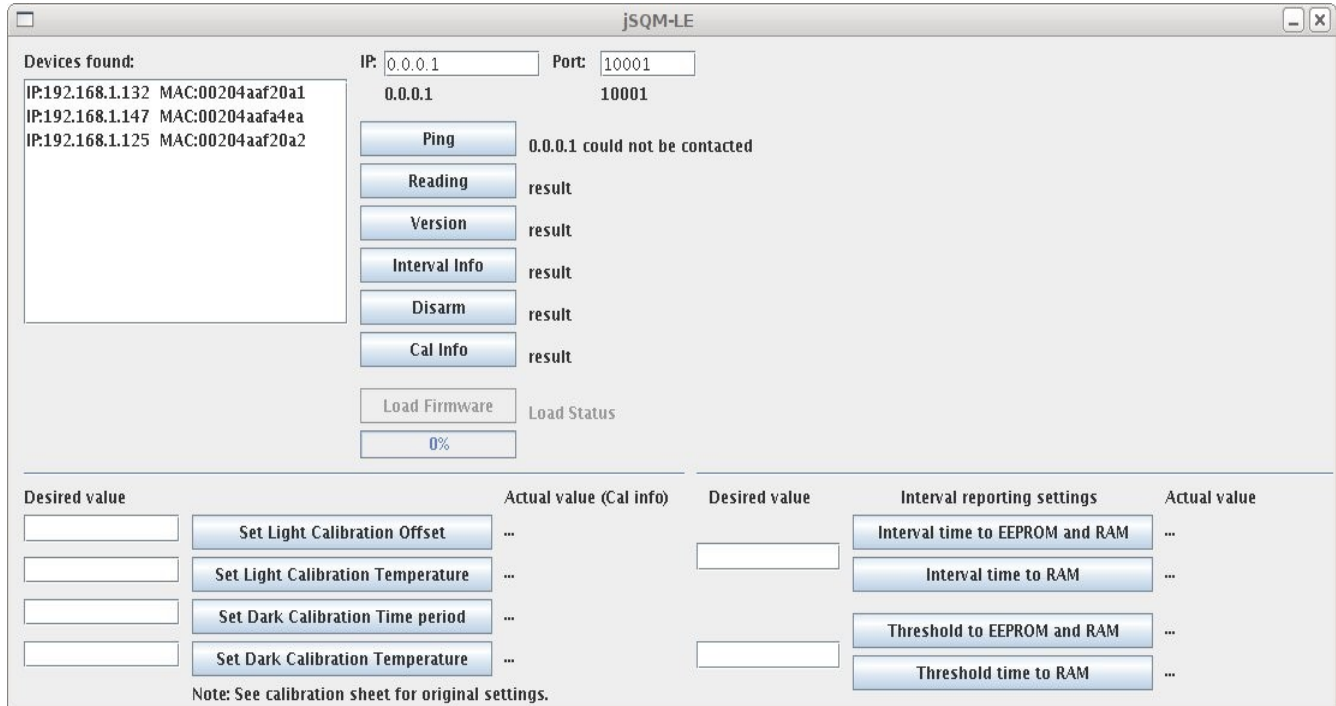 jSQM-LE
Devices found:
IP:192.168.1.132 MAC:00204aaf20a1
IP:192.168.1.147 MAC:00204aafa4ea
IP:192.168.1.125 MAC:00204aaf20a2
IP: 0.0.0.1 Port: 10001
0.0.0.1 10001
Ping 0.0.0.1 could not be contacted
Reading result
Version result
Interval Info result
Disarm result
Cal Info result
Load Firmware Load Status
0%
Desired value Actual value (Cal info)
Set Light Calibration Offset ...
Set Light Calibration Temperature ...
Set Dark Calibration Time period ...
Set Dark Calibration Temperature ...
Note: See calibration sheet for original settings.
Desired value Interval reporting settings Actual value
Interval time to EEPROM and RAM ...
Interval time to RAM ...
Threshold to EEPROM and RAM ...
Threshold time to RAM ...